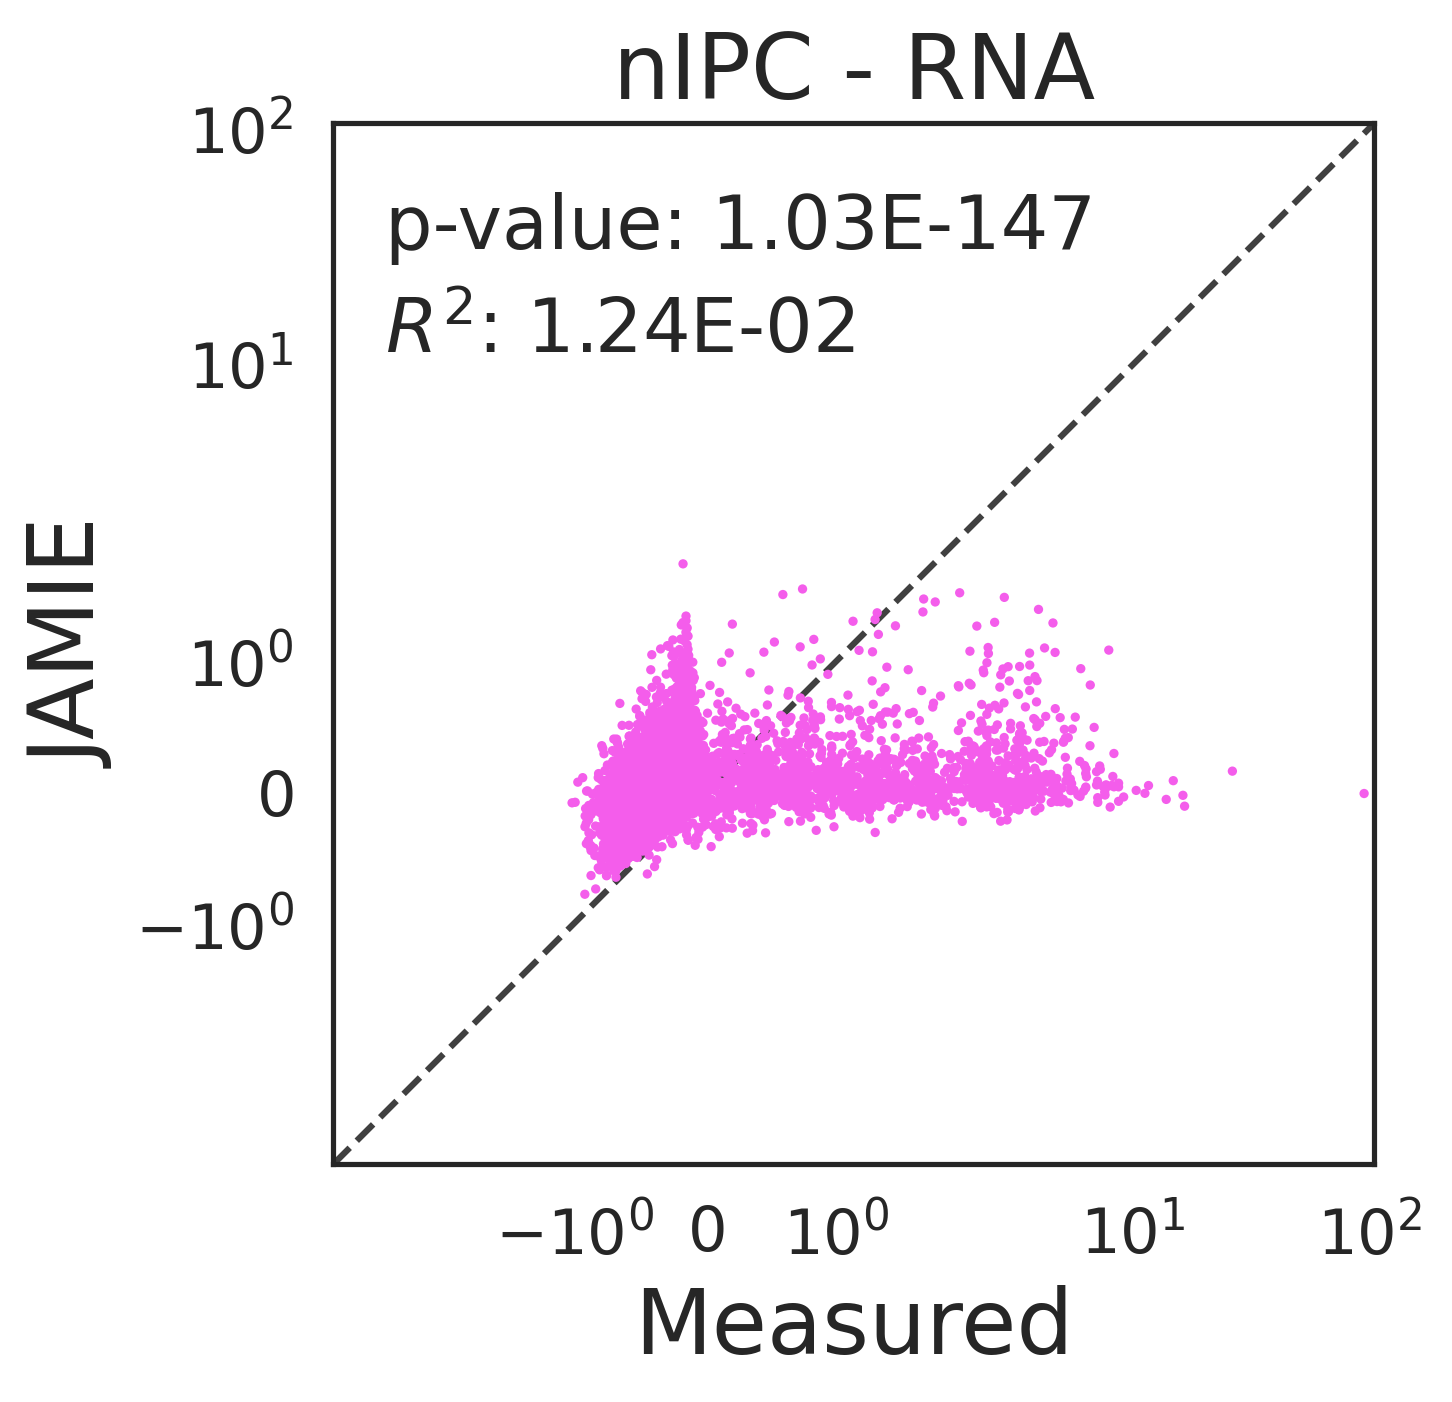 nIPC - RNA
p-value: 1.03E-147
R²: 1.24E-02
10²
10¹
10⁰
0
−10⁰
JAMIE
−10⁰ 0 10⁰ 10¹ 10²
Measured